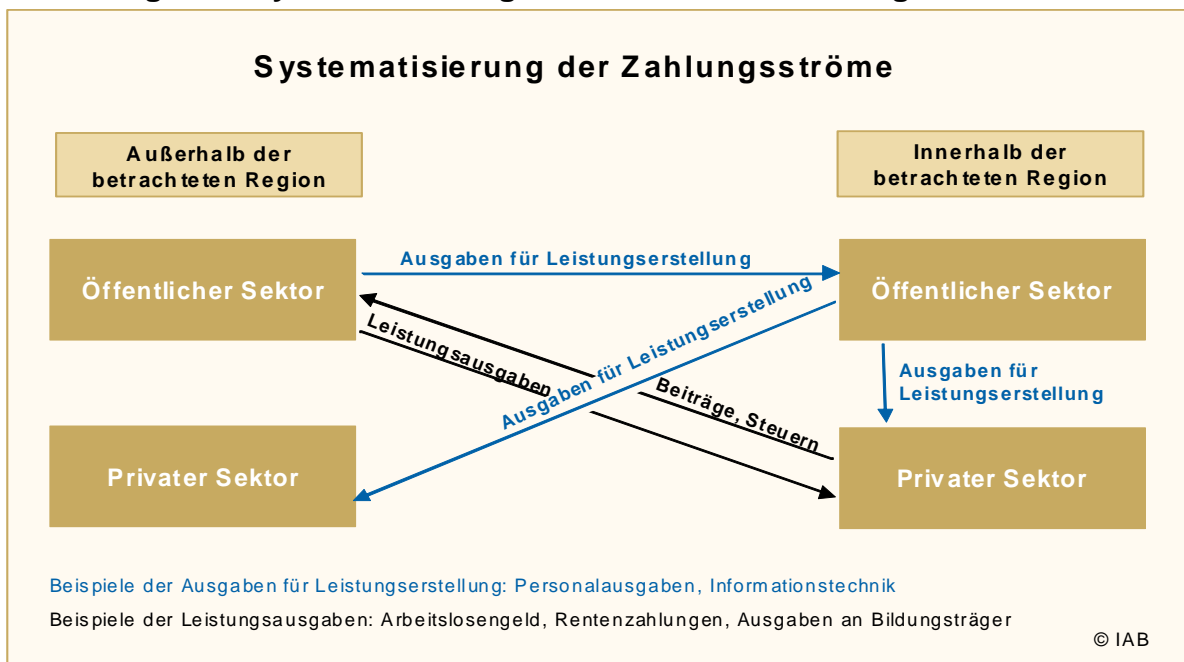 Systematisierung der Zahlungsströme
Außerhalb der
betrachteten Region
Innerhalb der
betrachteten Region
Öffentlicher Sektor
Ausgaben für Leistungserstellung
Öffentlicher Sektor
Leistungsausgaben
Ausgaben für Leistungserstellung
Beiträge, Steuern
Ausgaben für
Leistungserstellung
Privater Sektor
Privater Sektor
Beispiele der Ausgaben für Leistungserstellung: Personalausgaben, Informationstechnik
Beispiele der Leistungsausgaben: Arbeitslosengeld, Rentenzahlungen, Ausgaben an Bildungsträger
© IAB